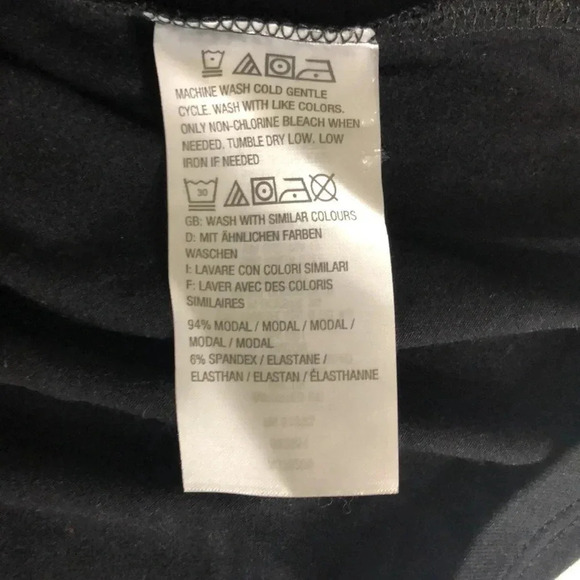 MACHINE WASH COLD GENTLE
CYCLE. WASH WITH LIKE COLORS.
ONLY NON-CHLORINE BLEACH WHEN
NEEDED. TUMBLE DRY LOW, LOW
IRON IF NEEDED
30
GB: WASH WITH SIMILAR COLOURS
D: MIT ÄHNLICHEN FARBEN
WASCHEN
I: LAVARE CON COLORI SIMILARI
F: LAVER AVEC DES COLORIS
SIMILAIRES
94% MODAL / MODAL / MODAL /
MODAL / MODAL
6% SPANDEX / ELASTANE /
ELASTHAN / ELASTAN / ÉLASTHANNE